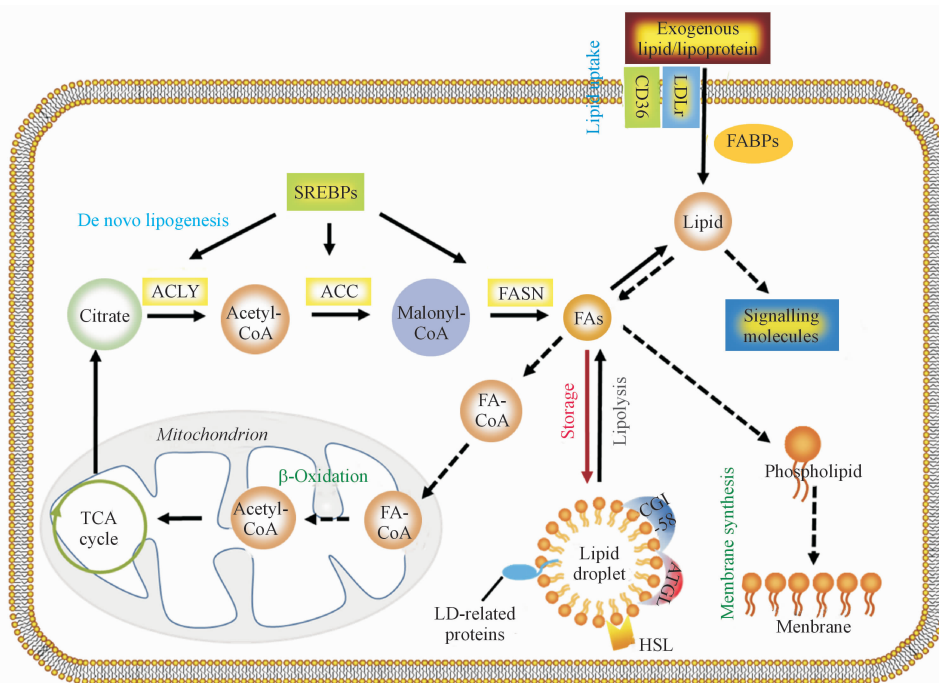 Exogenous
lipid/lipoprotein
Lipid uptake
CD36
LDLr
FABPs
SREBPs
De novo lipogenesis
Lipid
Citrate
ACLY
Acetyl-
CoA
ACC
Malonyl-
CoA
FASN
FAs
Signalling
molecules
FA-
CoA
Storage
Lipolysis
Mitochondrion
β-Oxidation
TCA
cycle
Acetyl-
CoA
FA-
CoA
Phospholipid
Membrane synthesis
CGI
-58
Lipid
droplet
ATGL
LD-related
proteins
HSL
Menbrane